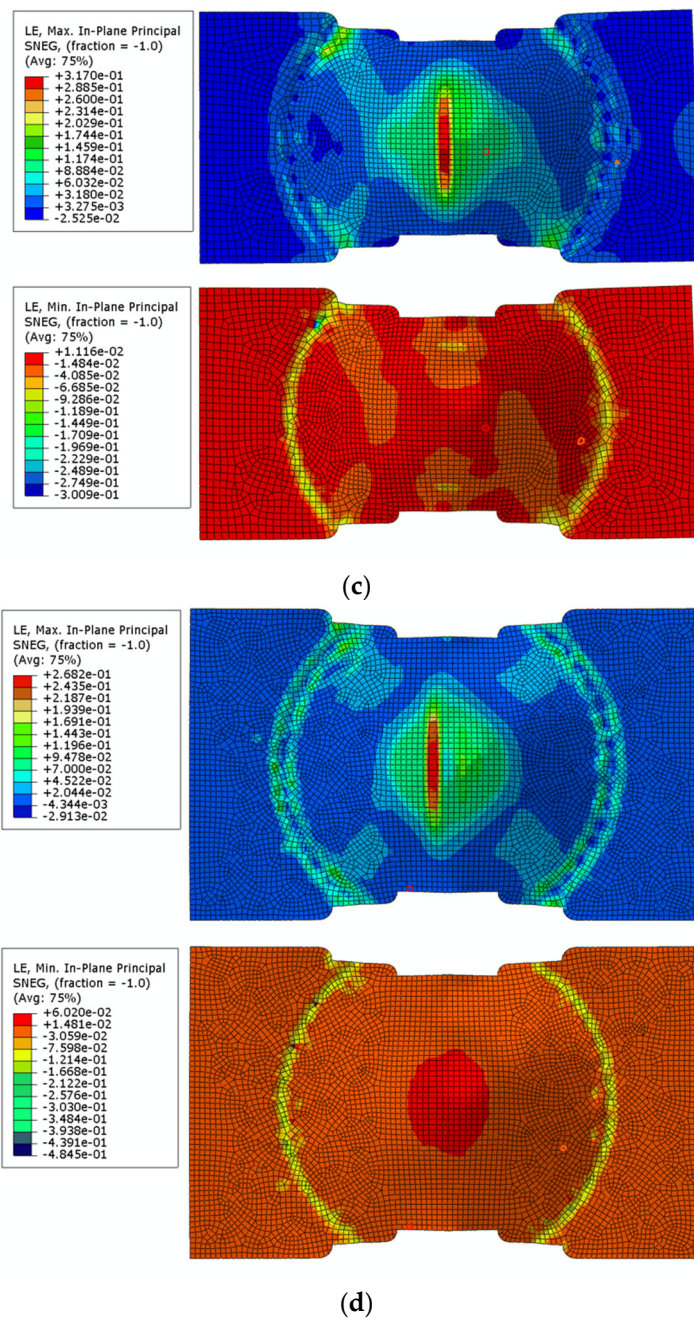 LE, Max. In-Plane Principal
SNEG, (fraction = -1.0)
(Avg: 75%)
+3.170e-01
+2.885e-01
+2.600e-01
+2.314e-01
+2.029e-01
+1.744e-01
+1.459e-01
+1.174e-01
+8.884e-02
+6.032e-02
+3.180e-02
+3.275e-03
-2.525e-02
LE, Min. In-Plane Principal
SNEG, (fraction = -1.0)
(Avg: 75%)
+1.116e-02
-1.484e-02
-4.085e-02
-6.685e-02
-9.286e-02
-1.189e-01
-1.449e-01
-1.709e-01
-1.969e-01
-2.229e-01
-2.489e-01
-2.749e-01
-3.009e-01
(c)
LE, Max. In-Plane Principal
SNEG, (fraction = -1.0)
(Avg: 75%)
+2.682e-01
+2.435e-01
+2.187e-01
+1.939e-01
+1.691e-01
+1.443e-01
+1.196e-01
+9.478e-02
+7.000e-02
+4.522e-02
+2.044e-02
-4.344e-03
-2.913e-02
LE, Min. In-Plane Principal
SNEG, (fraction = -1.0)
(Avg: 75%)
+6.020e-02
+1.481e-02
-3.059e-02
-7.598e-02
-1.214e-01
-1.668e-01
-2.122e-01
-2.576e-01
-3.030e-01
-3.484e-01
-3.938e-01
-4.391e-01
-4.845e-01
(d)